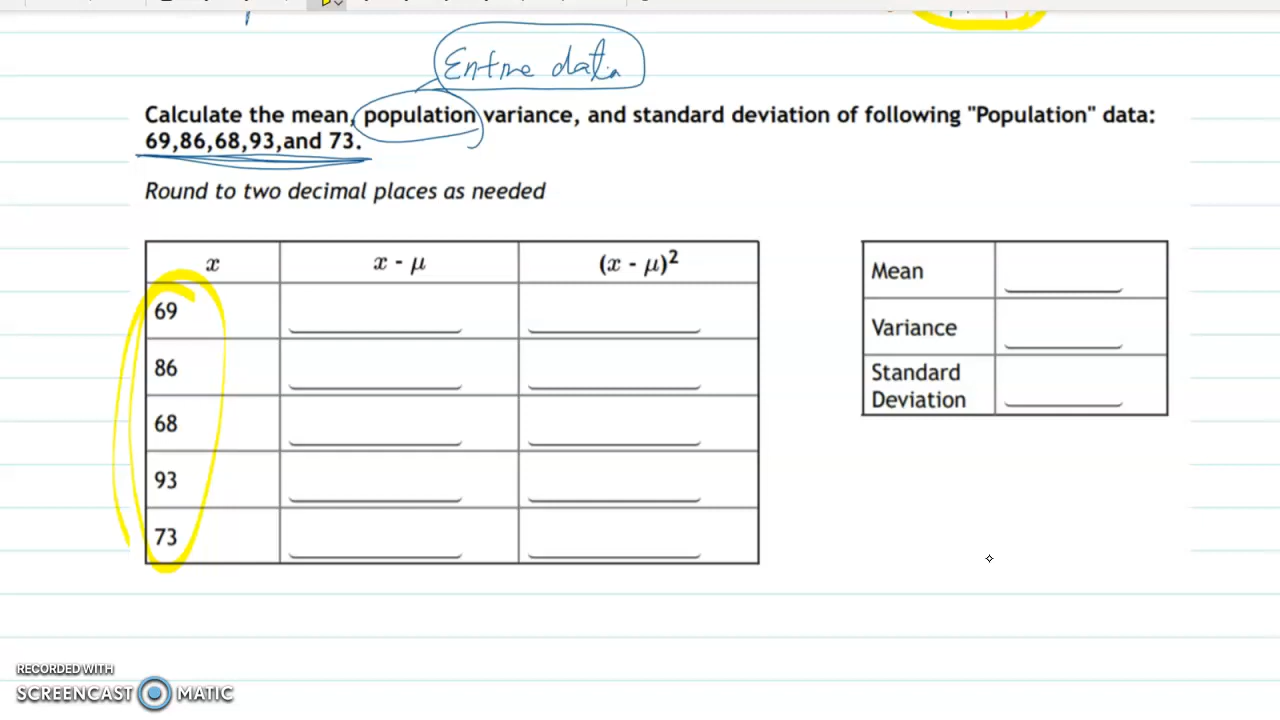 Entire data
Calculate the mean, population variance, and standard deviation of following "Population" data:
69,86,68,93,and 73.
Round to two decimal places as needed
x x - μ (x - μ)²
69
86
68
93
73
Mean
Variance
Standard
Deviation
RECORDED WITH
SCREENCAST MATIC